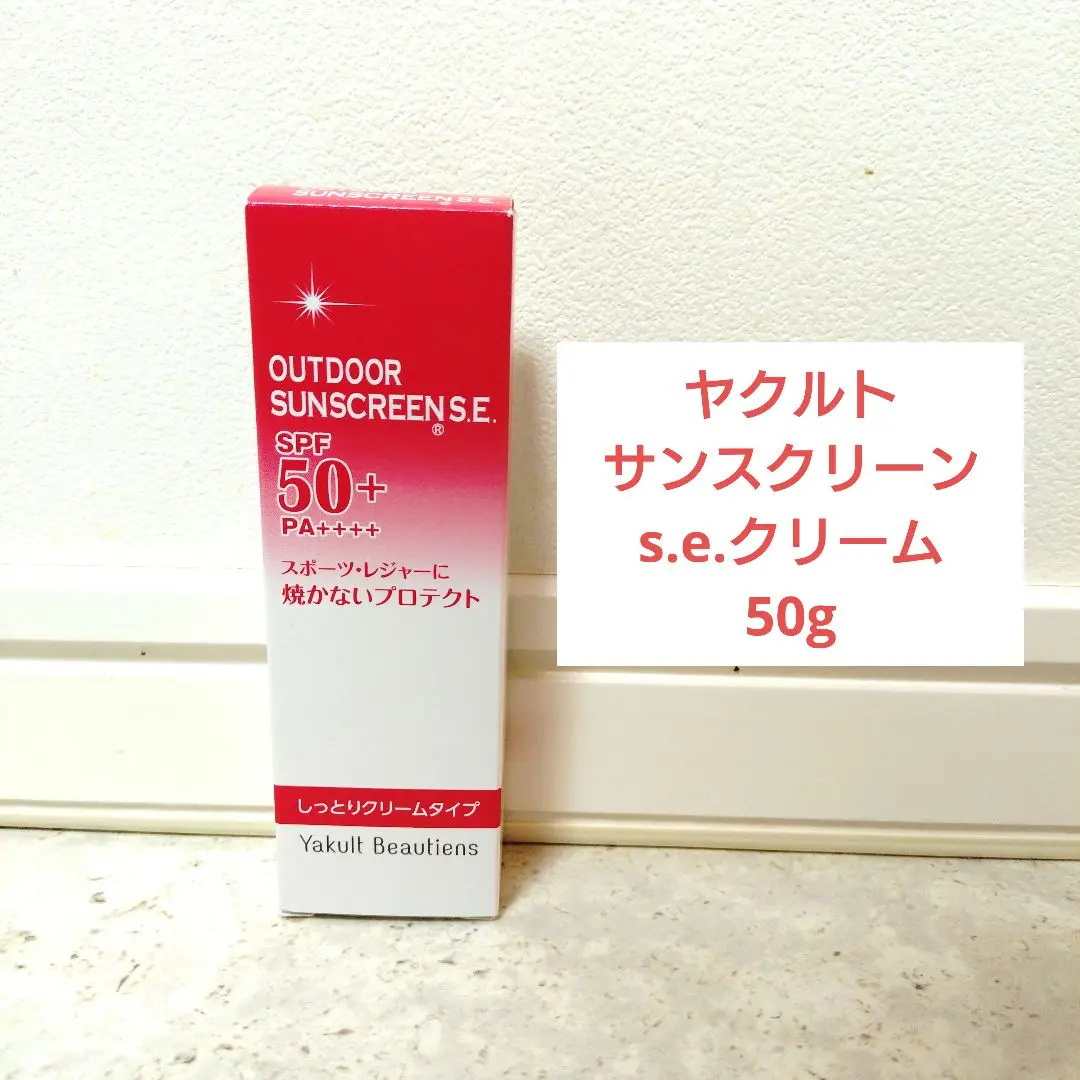 SUNSCREEN S.E.
OUTDOOR
SUNSCREEN S.E.
®
SPF
50+
PA++++
スポーツ・レジャーに
焼かないプロテクト
しっとりクリームタイプ
Yakult Beautiens
ヤクルト
サンスクリーン
s.e.クリーム
50g